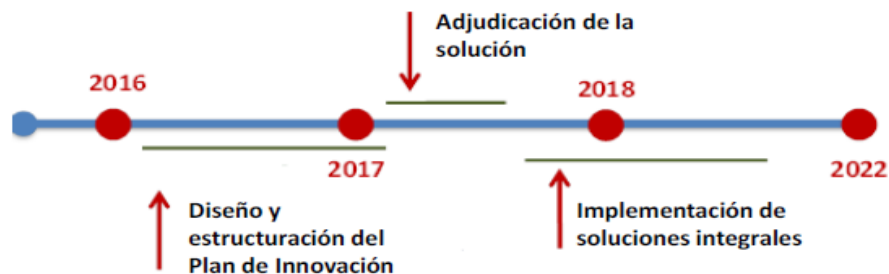 Adjudicación de la
solución
2016
2018
2017
2022
Diseño y
estructuración del
Plan de Innovación
Implementación de
soluciones integrales